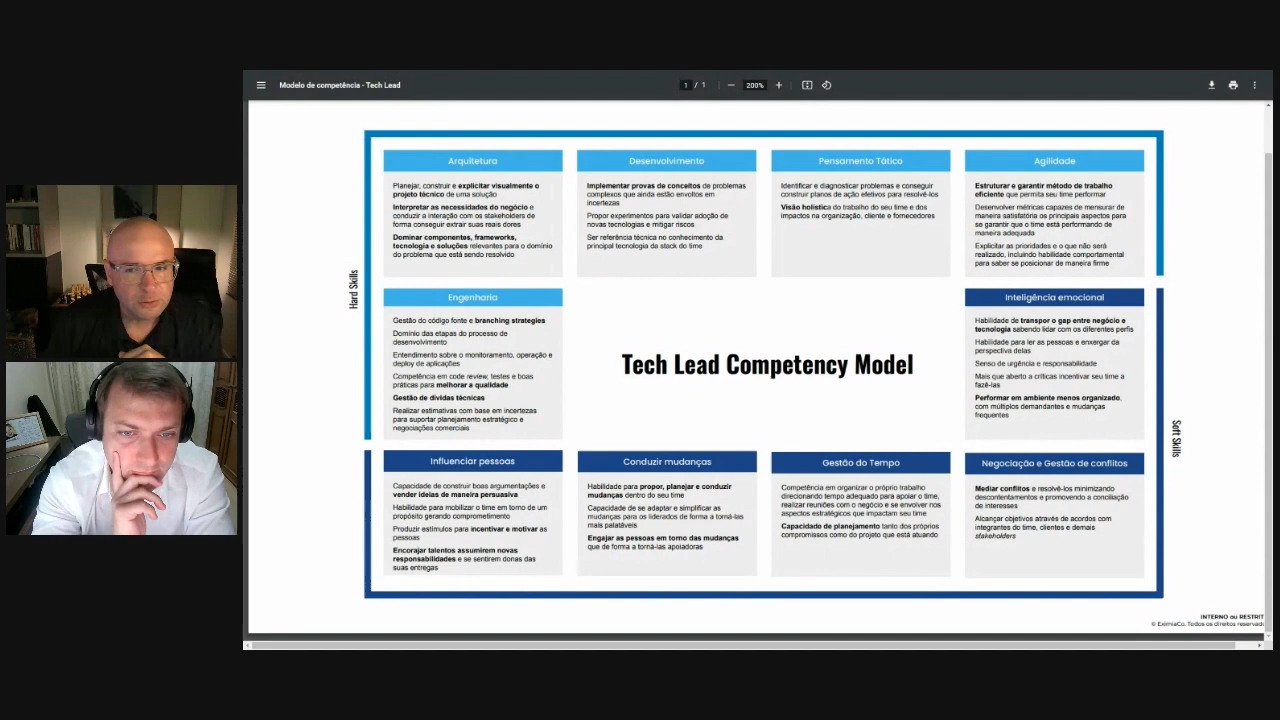 Modelo de competência - Tech Lead
1 / 1
200%
Arquitetura
Planejar, construir e explicitar visualmente o
projeto técnico de uma solução
Interpretar as necessidades do negócio e
conduzir a interação com os stakeholders de
forma conseguir extrair suas reais dores
Dominar componentes, frameworks,
tecnologia e soluções relevantes para o domínio
do problema que está sendo resolvido
Desenvolvimento
Implementar provas de conceitos de problemas
complexos que ainda estão envoltos em
incertezas
Propor experimentos para validar adoção de
novas tecnologias e mitigar riscos
Ser referência técnica no conhecimento da
principal tecnologia da stack do time
Pensamento Tático
Identificar e diagnosticar problemas e conseguir
construir planos de ação efetivos para resolvê-los
Visão holística do trabalho do seu time e dos
impactos na organização, cliente e fornecedores
Agilidade
Estruturar e garantir método de trabalho
eficiente que permita seu time performar
Desenvolver métricas capazes de mensurar de
maneira satisfatória os principais aspectos para
se garantir que o time está performando de
maneira adequada
Explicitar as prioridades e o que não será
realizado, incluindo habilidade comportamental
para saber se posicionar de maneira firme
Hard Skills
Engenharia
Gestão do código fonte e branching strategies
Domínio das etapas do processo de
desenvolvimento
Entendimento sobre o monitoramento, operação e
deploy de aplicações
Competência em code review, testes e boas
práticas para melhorar a qualidade
Gestão de dívidas técnicas
Realizar estimativas com base em incertezas
para suportar planejamento estratégico e
negociações comerciais
Tech Lead Competency Model
Inteligência emocional
Habilidade de transpor o gap entre negócio e
tecnologia sabendo lidar com os diferentes perfis
Habilidade para ler as pessoas e enxergar da
perspectiva delas
Senso de urgência e responsabilidade
Mais que aberto a críticas incentivar seu time a
fazê-las
Performar em ambiente menos organizado,
com múltiplos demandantes e mudanças
frequentes
Soft Skills
Influenciar pessoas
Capacidade de construir boas argumentações e
vender ideias de maneira persuasiva
Habilidade para mobilizar o time em torno de um
propósito gerando comprometimento
Produzir estímulos para incentivar e motivar as
pessoas
Encorajar talentos assumirem novas
responsabilidades e se sentirem donas das
suas entregas
Conduzir mudanças
Habilidade para propor, planejar e conduzir
mudanças dentro do seu time
Capacidade de se adaptar e simplificar as
mudanças para os liderados de forma a torná-las
mais palatáveis
Engajar as pessoas em torno das mudanças
que de forma a torná-las apoiadoras
Gestão do Tempo
Competência em organizar o próprio trabalho
direcionando tempo adequado para apoiar o time,
realizar reuniões com o negócio e se envolver nos
aspectos estratégicos que impactam seu time
Capacidade de planejamento tanto dos próprios
compromissos como do projeto que está atuando
Negociação e Gestão de conflitos
Mediar conflitos e resolvê-los minimizando
descontentamentos e promovendo a conciliação
de interesses
Alcançar objetivos através de acordos com
integrantes do time, clientes e demais
stakeholders
INTERNO ou RESTRIT
© EximiaCo, Todos os direitos reservado